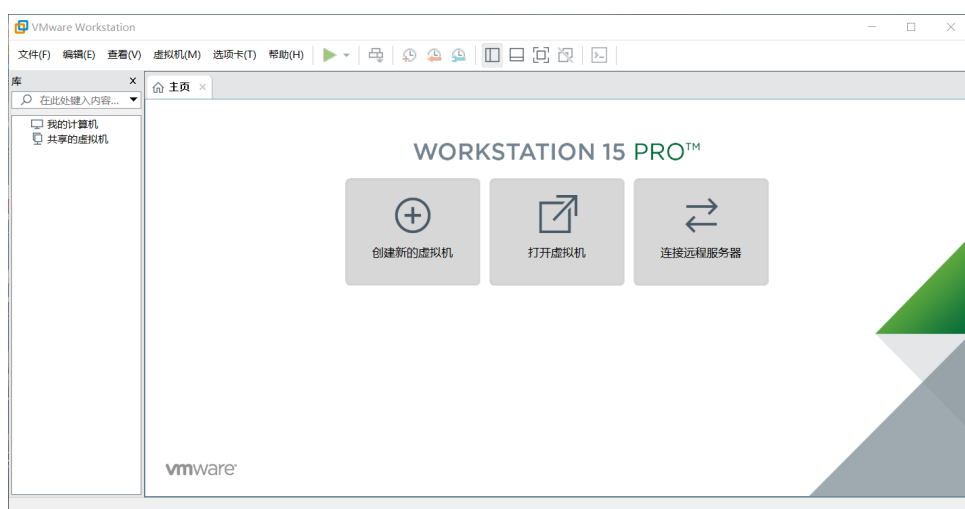 VMware Workstation
文件(F) 编辑(E) 查看(V) 虚拟机(M) 选项卡(T) 帮助(H)
库
在此处键入内容...
我的计算机
共享的虚拟机
主页
WORKSTATION 15 PRO™
创建新的虚拟机
打开虚拟机
连接远程服务器
vmware